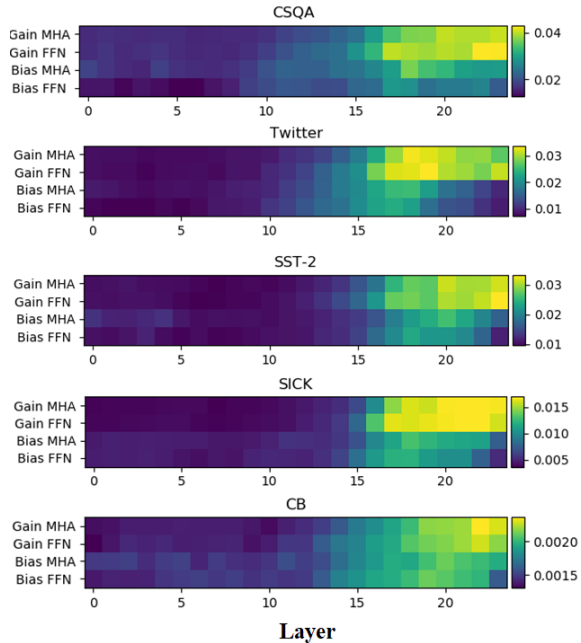 CSQA
Gain MHA
Gain FFN
Bias MHA
Bias FFN
0 5 10 15 20
0.04
0.02
Twitter
Gain MHA
Gain FFN
Bias MHA
Bias FFN
0 5 10 15 20
0.03
0.02
0.01
SST-2
Gain MHA
Gain FFN
Bias MHA
Bias FFN
0 5 10 15 20
0.03
0.02
0.01
SICK
Gain MHA
Gain FFN
Bias MHA
Bias FFN
0 5 10 15 20
0.015
0.010
0.005
CB
Gain MHA
Gain FFN
Bias MHA
Bias FFN
0 5 10 15 20
0.0020
0.0015
Layer